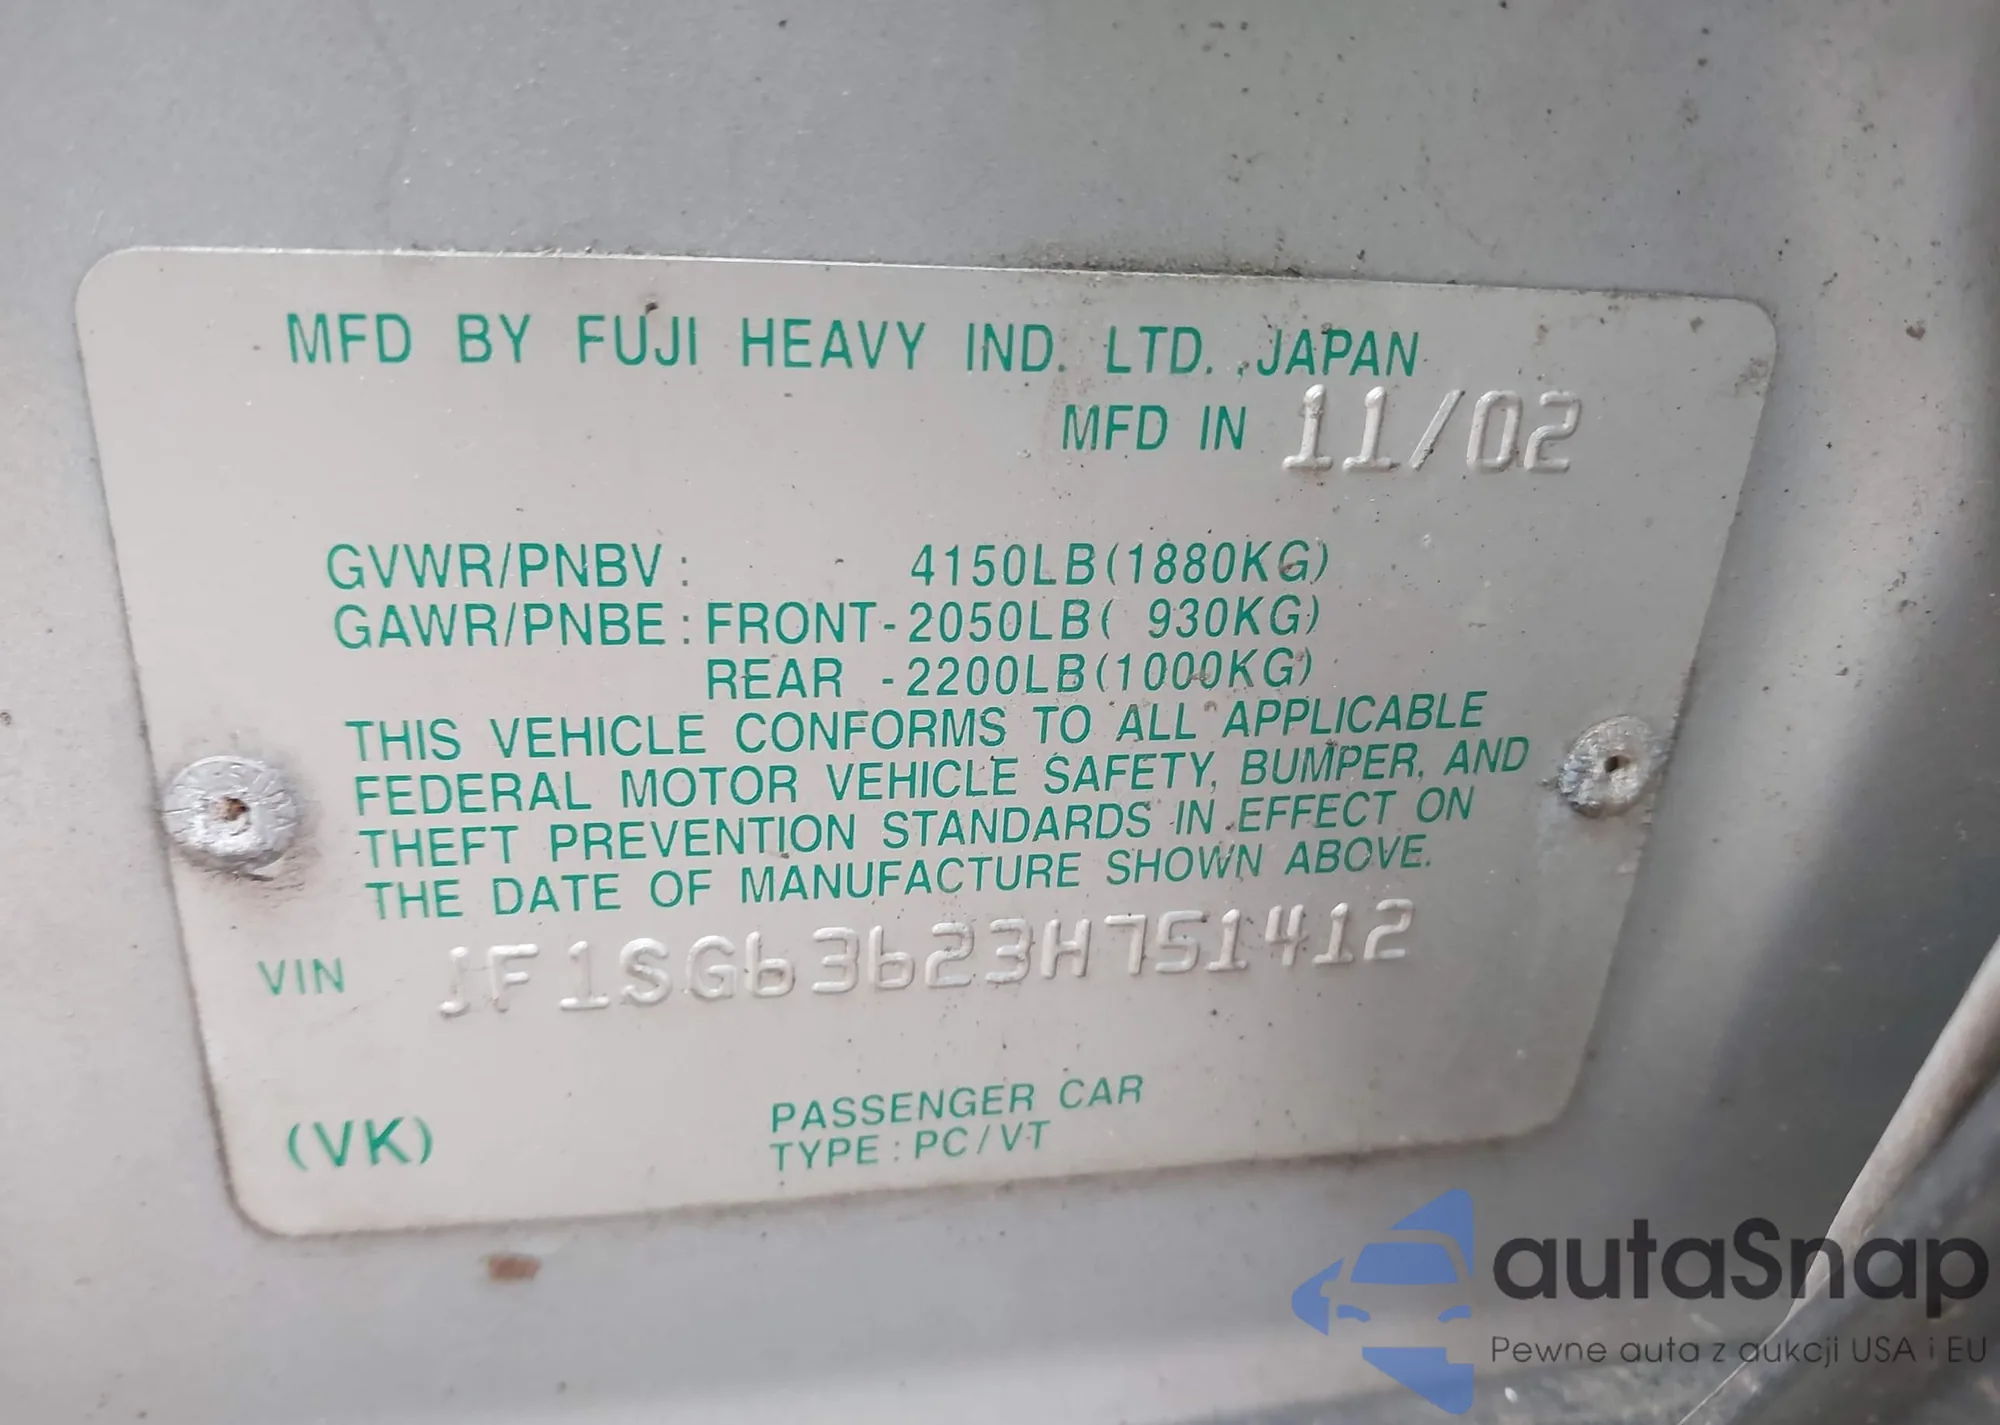 MFD BY FUJI HEAVY IND. LTD. ,JAPAN
MFD IN 11/02
GVWR/PNBV: 4150LB(1880KG)
GAWR/PNBE: FRONT-2050LB( 930KG)
REAR -2200LB(1000KG)
THIS VEHICLE CONFORMS TO ALL APPLICABLE
FEDERAL MOTOR VEHICLE SAFETY, BUMPER, AND
THEFT PREVENTION STANDARDS IN EFFECT ON
THE DATE OF MANUFACTURE SHOWN ABOVE.
VIN JF1SG63623H751412
(VK)
PASSENGER CAR
TYPE: PC/VT
autaSnap
Pewne auta z aukcji USA i EU